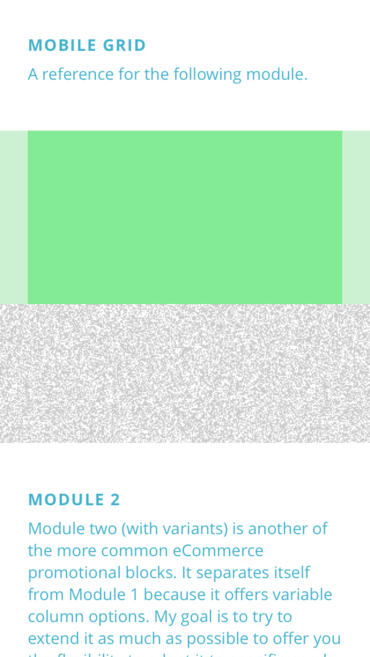 MOBILE GRID
A reference for the following module.
MODULE 2
Module two (with variants) is another of
the more common eCommerce
promotional blocks. It separates itself
from Module 1 because it offers variable
column options. My goal is to try to
extend it as much as possible to offer you